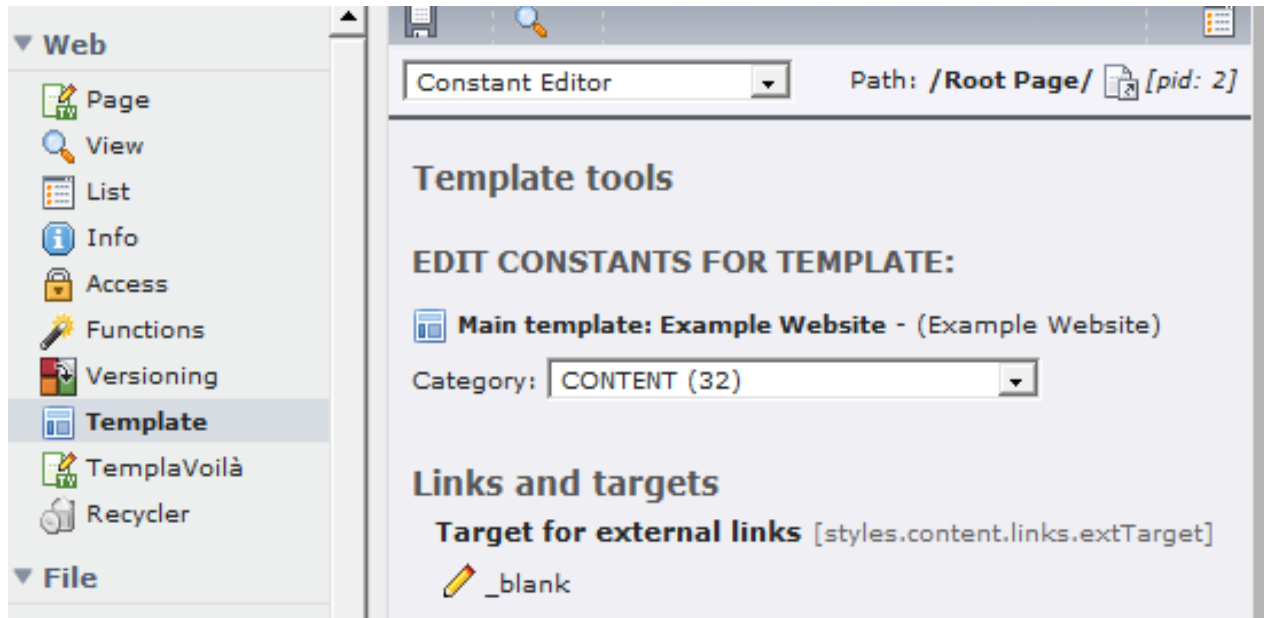 Web
Page
View
List
Info
Access
Functions
Versioning
Template
TemplaVoilà
Recycler
File
Constant Editor
Path: /Root Page/ [pid: 2]
Template tools
EDIT CONSTANTS FOR TEMPLATE:
Main template: Example Website - (Example Website)
Category: CONTENT (32)
Links and targets
Target for external links [styles.content.links.extTarget]
_blank